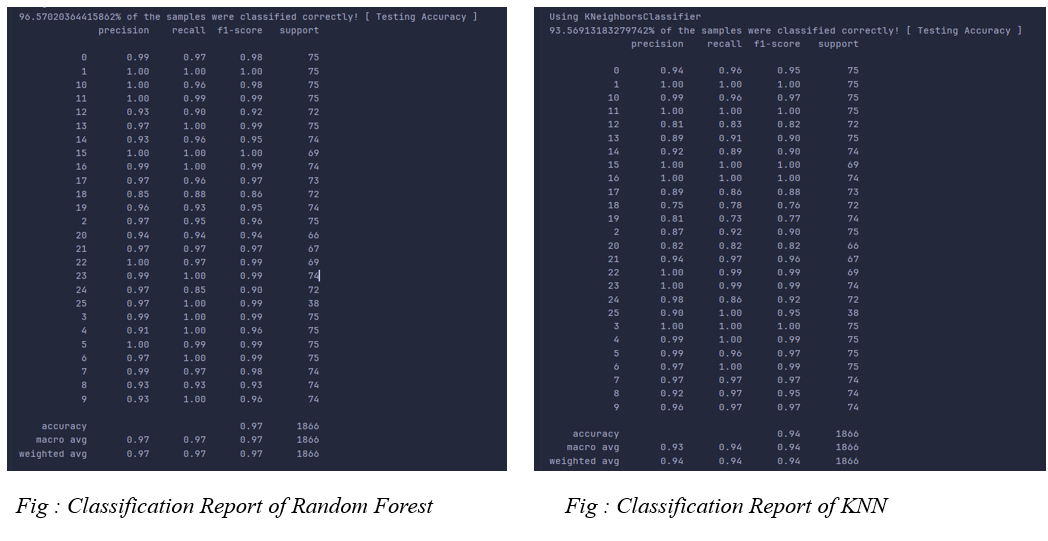 96.57020364415862% of the samples were classified correctly! [ Testing Accuracy ]
precision recall f1-score support
0 0.99 0.97 0.98 75
1 1.00 1.00 1.00 75
10 1.00 0.96 0.98 75
11 1.00 0.99 0.99 75
12 0.93 0.90 0.92 72
13 0.97 1.00 0.99 75
14 0.93 0.96 0.95 74
15 1.00 1.00 1.00 69
16 0.99 1.00 0.99 74
17 0.97 0.96 0.97 73
18 0.85 0.88 0.86 72
19 0.96 0.93 0.95 74
2 0.97 0.95 0.96 75
20 0.94 0.94 0.94 66
21 0.97 0.97 0.97 67
22 1.00 0.97 0.99 69
23 0.99 1.00 0.99 74
24 0.97 0.85 0.90 72
25 0.97 1.00 0.99 38
3 0.99 1.00 0.99 75
4 0.91 1.00 0.96 75
5 1.00 0.99 0.99 75
6 0.97 1.00 0.99 75
7 0.99 0.97 0.98 74
8 0.93 0.93 0.93 74
9 0.93 1.00 0.96 74
accuracy 0.97 1866
macro avg 0.97 0.97 0.97 1866
weighted avg 0.97 0.97 0.97 1866
Fig : Classification Report of Random Forest
Using KNeighborsClassifier
93.56913183279742% of the samples were classified correctly! [ Testing Accuracy ]
precision recall f1-score support
0 0.94 0.96 0.95 75
1 1.00 1.00 1.00 75
10 0.99 0.96 0.97 75
11 1.00 1.00 1.00 75
12 0.81 0.83 0.82 72
13 0.89 0.91 0.90 75
14 0.92 0.89 0.90 74
15 1.00 1.00 1.00 69
16 1.00 1.00 1.00 74
17 0.89 0.86 0.88 73
18 0.75 0.78 0.76 72
19 0.81 0.73 0.77 74
2 0.87 0.92 0.90 75
20 0.82 0.82 0.82 66
21 0.94 0.97 0.96 67
22 1.00 0.99 0.99 69
23 1.00 0.99 0.99 74
24 0.98 0.86 0.92 72
25 0.90 1.00 0.95 38
3 1.00 1.00 1.00 75
4 0.99 1.00 0.99 75
5 0.99 0.96 0.97 75
6 0.97 1.00 0.99 75
7 0.97 0.97 0.97 74
8 0.92 0.97 0.95 74
9 0.96 0.97 0.97 74
accuracy 0.94 1866
macro avg 0.93 0.94 0.94 1866
weighted avg 0.94 0.94 0.94 1866
Fig : Classification Report of KNN